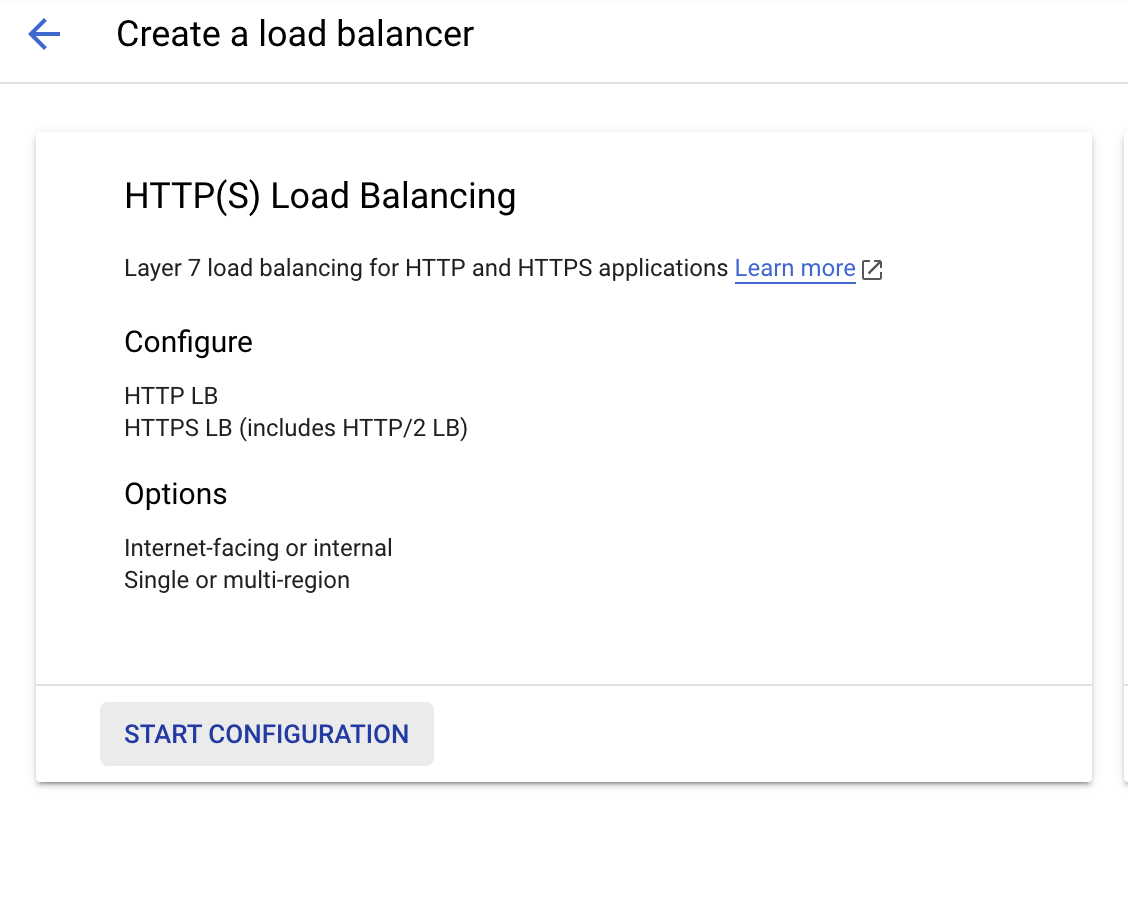 Create a load balancer
HTTP(S) Load Balancing
Layer 7 load balancing for HTTP and HTTPS applications Learn more
Configure
HTTP LB
HTTPS LB (includes HTTP/2 LB)
Options
Internet-facing or internal
Single or multi-region
START CONFIGURATION